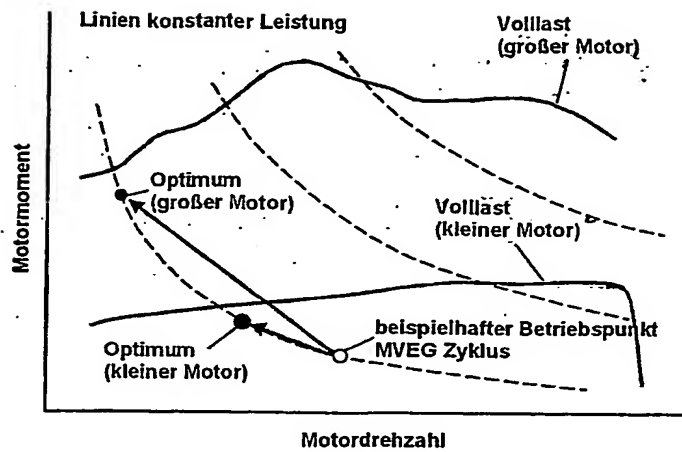 Linien konstanter Leistung
Volllast
(großer Motor)
Optimum
(großer Motor)
Volllast
(kleiner Motor)
Optimum
(kleiner Motor)
beispielhafter Betriebspunkt
MVEG Zyklus
Motormoment
Motordrehzahl